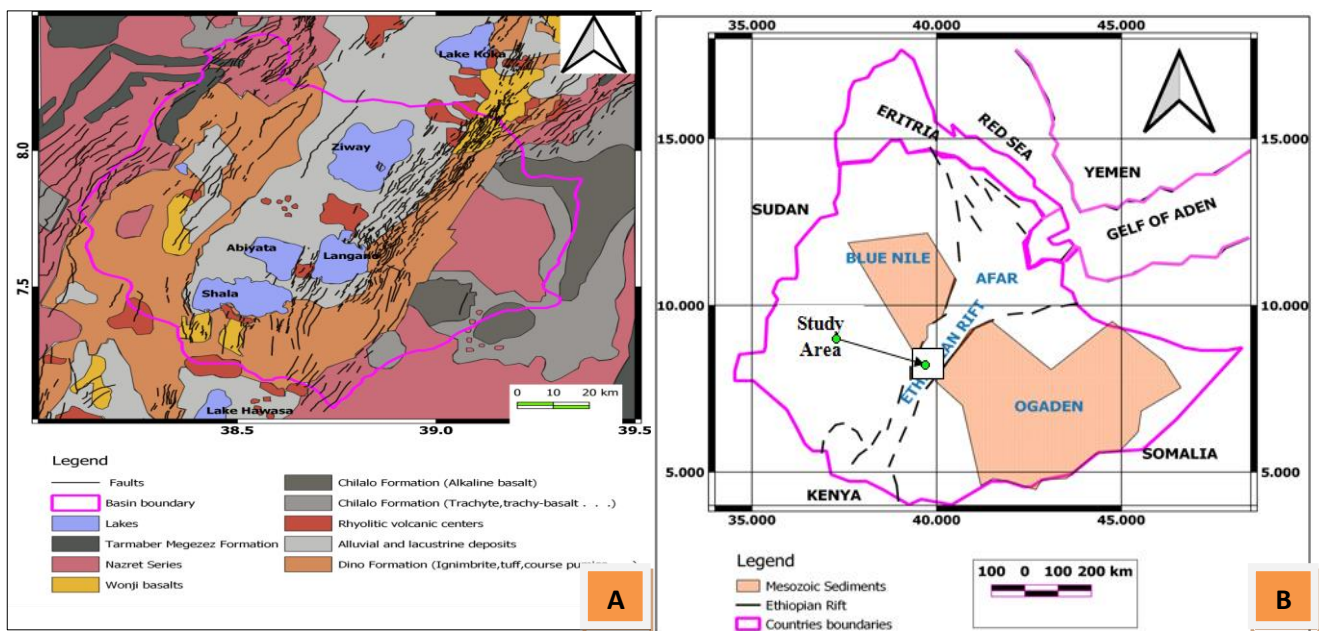 Lake Koka
8.0
Ziway
Abiyata
Langano
7.5
Shala
Lake Hawasa
0 10 20 km
38.5 39.0 39.5
Legend
Faults
Basin boundary
Lakes
Tarmaber Megezez Formation
Nazret Series
Wonji basalts
Chilalo Formation (Alkaline basalt)
Chilalo Formation (Trachyte,trachy-basalt . . .)
Rhyolitic volcanic centers
Alluvial and lacustrine deposits
Dino Formation (Ignimbrite,tuff,course
A
35.000 40.000 45.000
15.000 15.000
ERITRIA
RED SEA
YEMEN
SUDAN
GELF OF ADEN
BLUE NILE
AFAR
10.000 10.000
Study
Area
OGADEN
SOMALIA
5.000 5.000
KENYA
35.000 40.000 45.000
Legend
Mesozoic Sediments
Ethiopian Rift
Countries boundaries
100 0 100 200 km
B